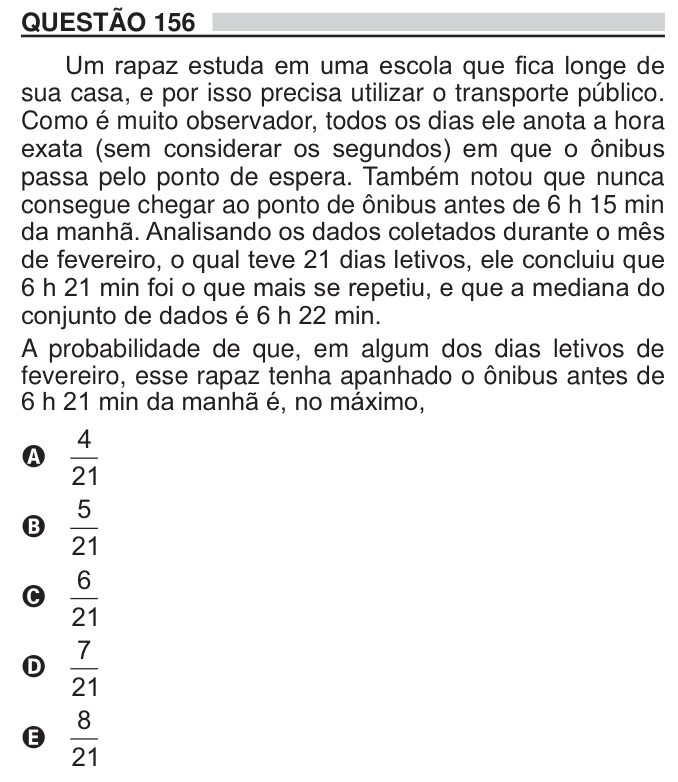 QUESTÃO 156
Um rapaz estuda em uma escola que fica longe de
sua casa, e por isso precisa utilizar o transporte público.
Como é muito observador, todos os dias ele anota a hora
exata (sem considerar os segundos) em que o ônibus
passa pelo ponto de espera. Também notou que nunca
consegue chegar ao ponto de ônibus antes de 6 h 15 min
da manhã. Analisando os dados coletados durante o mês
de fevereiro, o qual teve 21 dias letivos, ele concluiu que
6 h 21 min foi o que mais se repetiu, e que a mediana do
conjunto de dados é 6 h 22 min.
A probabilidade de que, em algum dos dias letivos de
fevereiro, esse rapaz tenha apanhado o ônibus antes de
6 h 21 min da manhã é, no máximo,
A 4/21
B 5/21
C 6/21
D 7/21
E 8/21